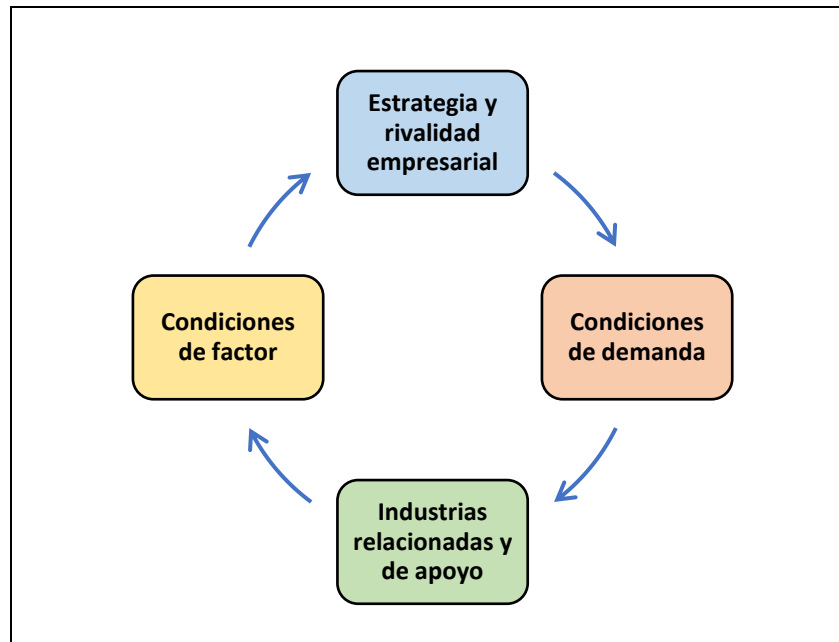 Estrategia y
rivalidad
empresarial
Condiciones
de factor
Condiciones
de demanda
Industrias
relacionadas y
de apoyo